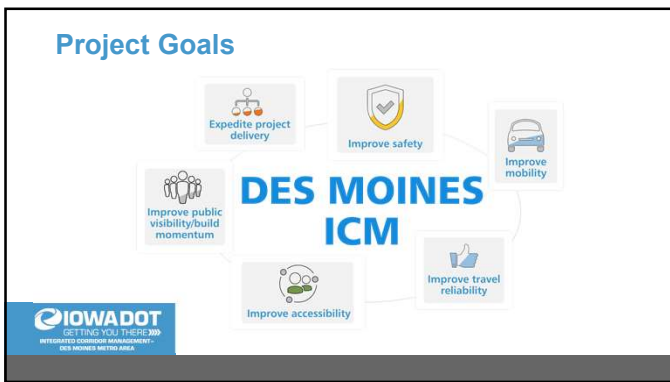 Project Goals
Expedite project
delivery
Improve safety
Improve
mobility
Improve public
visibility/build
momentum
DES MOINES
ICM
Improve travel
reliability
Improve accessibility
IOWADOT
GETTING YOU THERE >>>>
INTEGRATED CORRIDOR MANAGEMENT–
DES MOINES METRO AREA